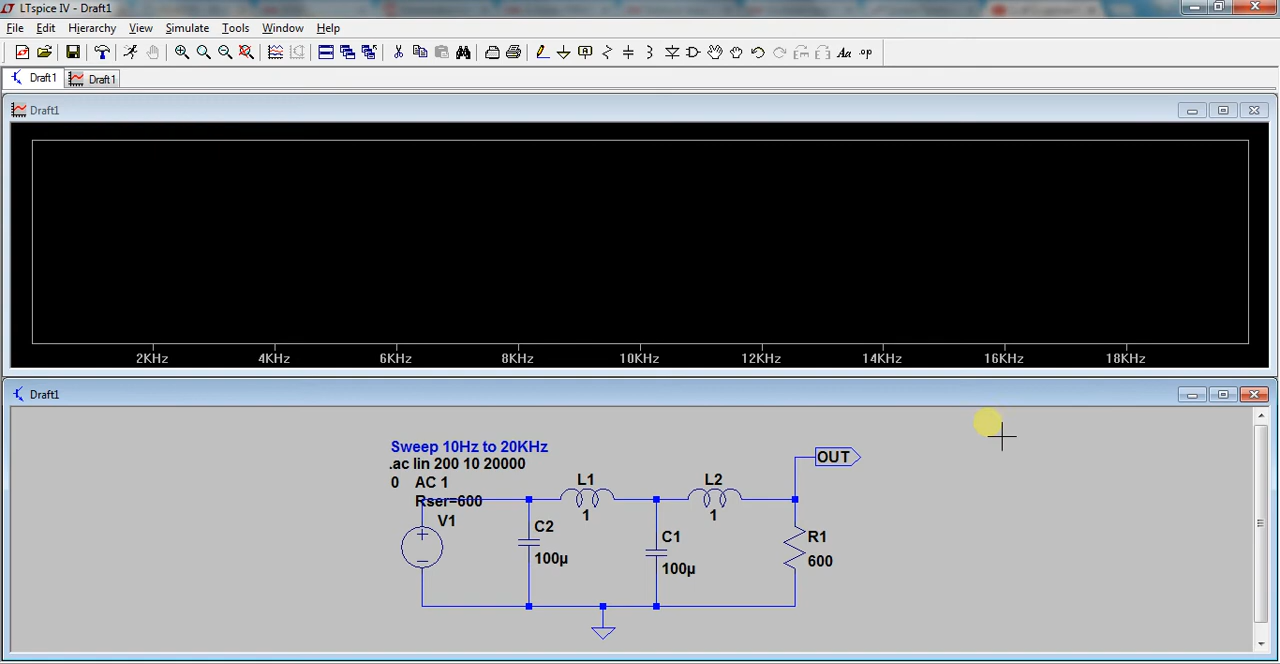 LTspice IV - Draft1
File Edit Hierarchy View Simulate Tools Window Help
Aa .op
Draft1 Draft1
Draft1
2KHz 4KHz 6KHz 8KHz 10KHz 12KHz 14KHz 16KHz 18KHz
Draft1
Sweep 10Hz to 20KHz
.ac lin 200 10 20000
0 AC 1
Rser=600
V1
C2
100µ
L1
1
C1
100µ
L2
1
OUT
R1
600